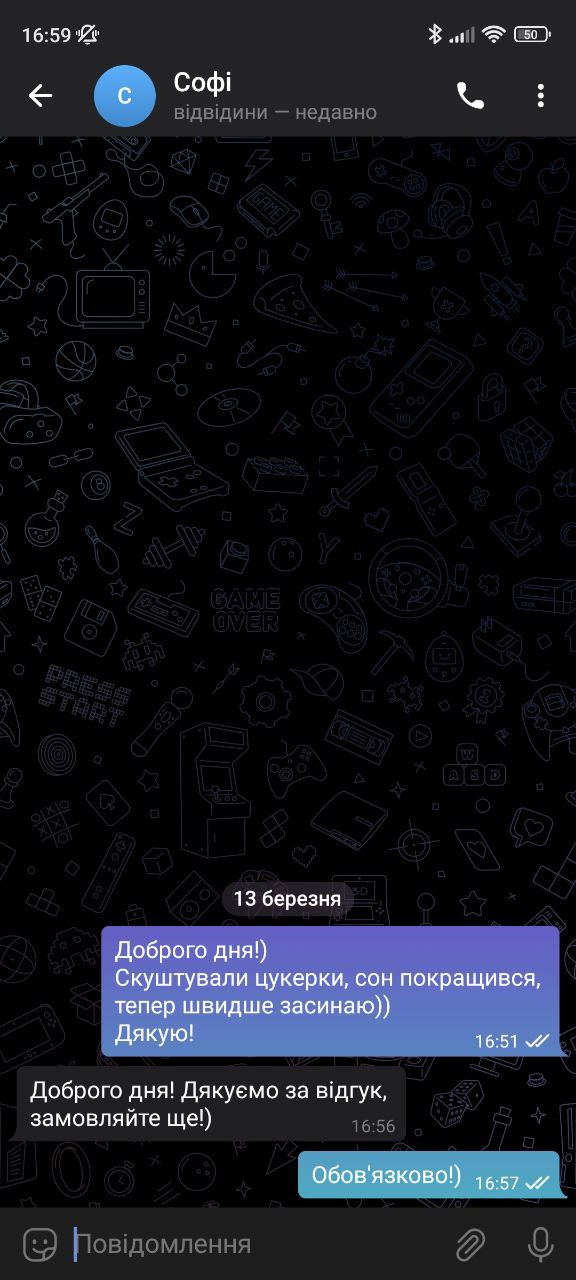 16:59
50
С
Софі
відвідини — недавно
GAME
GAME
OVER
PRESS
START
W
A S D
13 березня
Доброго дня!)
Скуштували цукерки, сон покращився,
тепер швидше засинаю))
Дякую!
16:51
Доброго дня! Дякуємо за відгук,
замовляйте ще!)
16:56
Обов'язково!)
16:57
Повідомлення